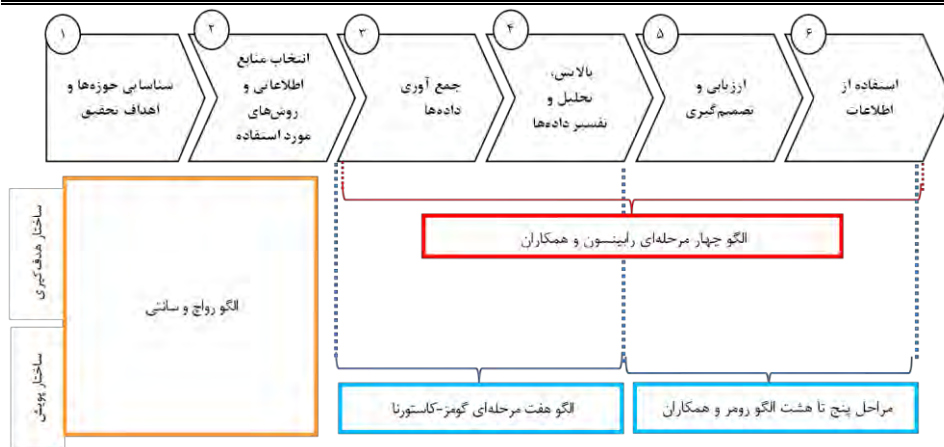 ۱
شناسایی حوزه‌ها و
اهداف تحقیق
۲
انتخاب منابع
اطلاعاتی و
روش‌های
مورد استفاده
۳
جمع آوری
داده‌ها
۴
پالایش،
تحلیل و
تفسیر داده‌ها
۵
ارزیابی و
تصمیم‌گیری
۶
استفاده از
اطلاعات
ساختار هدف‌گیری
ساختار پویش
الگو رواچ و سانتی
الگو چهار مرحله‌ای رابینسون و همکاران
الگو هفت مرحله‌ای گومز-کاستورنا
مراحل پنج تا هشت الگو رومر و همکاران